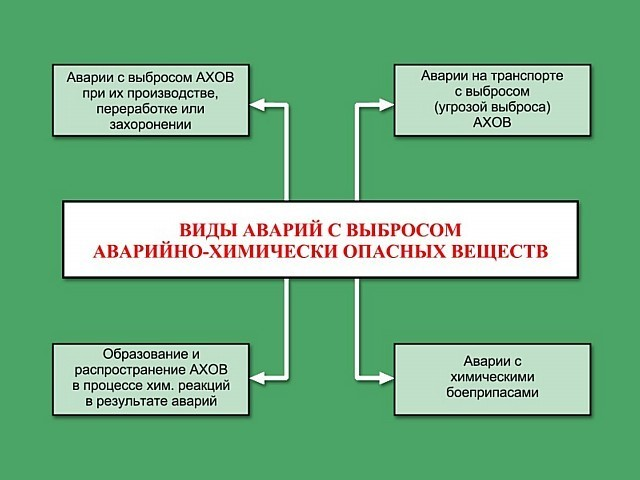 Аварии с выбросом АХОВ
при их производстве,
переработке или
захоронении
Аварии на транспорте
с выбросом
(угрозой выброса)
АХОВ
ВИДЫ АВАРИЙ С ВЫБРОСОМ
АВАРИЙНО-ХИМИЧЕСКИ ОПАСНЫХ ВЕЩЕСТВ
Образование и
распространение АХОВ
в процессе хим. реакций
в результате аварий
Аварии с
химическими
боеприпасами